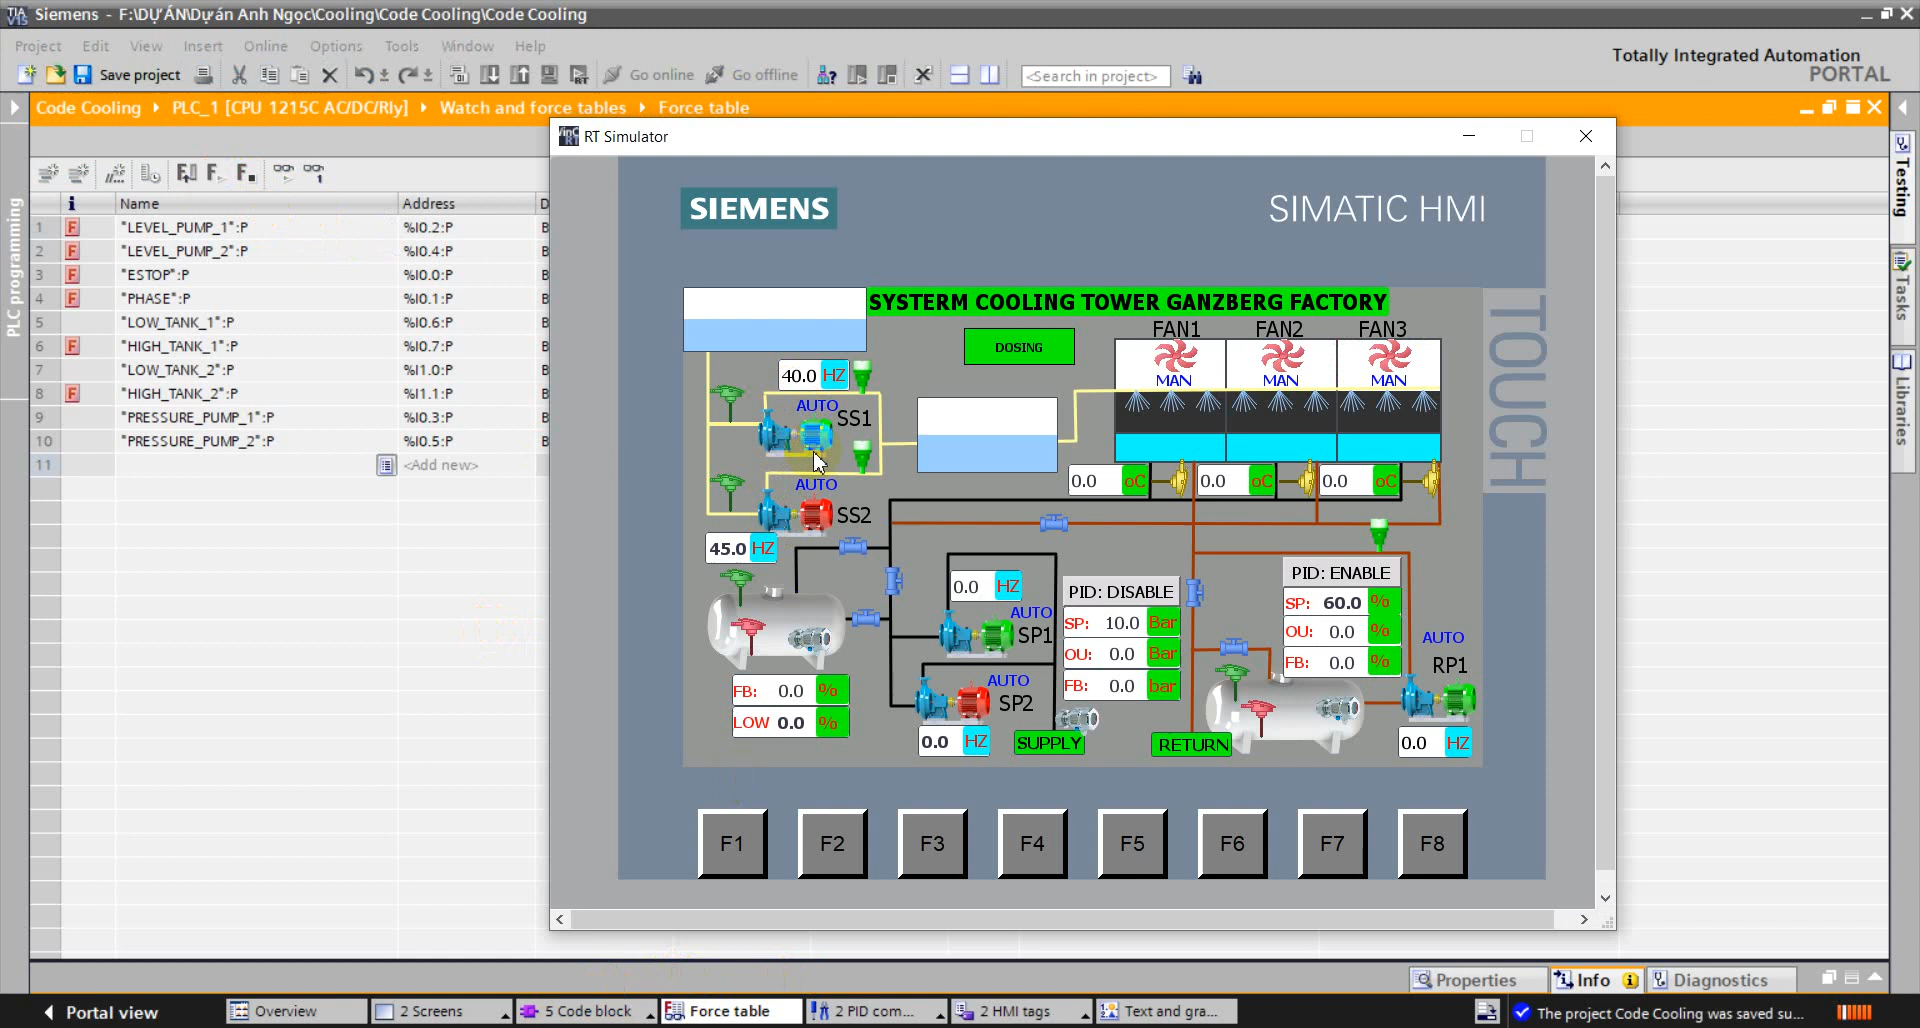 Siemens - F:\DỰ ÁN\Dự án Anh Ngọc\Cooling\Code Cooling\Code Cooling
Project Edit View Insert Online Options Tools Window Help
Save project
Go online
Go offline
<Search in project>
Totally Integrated Automation
PORTAL
Code Cooling PLC_1 [CPU 1215C AC/DC/Rly] Watch and force tables Force table
PLC programming
i Name Address D
1 F "LEVEL_PUMP_1":P %I0.2:P B
2 F "LEVEL_PUMP_2":P %I0.4:P B
3 F "ESTOP":P %I0.0:P B
4 F "PHASE":P %I0.1:P B
5 "LOW_TANK_1":P %I0.6:P B
6 F "HIGH_TANK_1":P %I0.7:P B
7 "LOW_TANK_2":P %I1.0:P B
8 F "HIGH_TANK_2":P %I1.1:P B
9 "PRESSURE_PUMP_1":P %I0.3:P B
10 "PRESSURE_PUMP_2":P %I0.5:P B
11 <Add new>
RT Simulator
SIEMENS
SIMATIC HMI
TOUCH
SYSTERM COOLING TOWER GANZBERG FACTORY
DOSING
FAN1 FAN2 FAN3
MAN MAN MAN
40.0 HZ
AUTO
SS1
AUTO
SS2
45.0 HZ
0.0 oC 0.0 oC 0.0 oC
0.0 HZ
AUTO
SP1
AUTO
SP2
0.0 HZ
SUPPLY
PID: DISABLE
SP: 10.0 Bar
OU: 0.0 Bar
FB: 0.0 bar
RETURN
PID: ENABLE
SP: 60.0 %
OU: 0.0 %
FB: 0.0 %
AUTO
RP1
0.0 HZ
FB: 0.0 %
LOW 0.0 %
F1 F2 F3 F4 F5 F6 F7 F8
Testing
Tasks
Libraries
Properties Info Diagnostics
Portal view
Overview
2 Screens
5 Code block
Force table
2 PID com...
2 HMI tags
Text and gra...
The project Code Cooling was saved su...